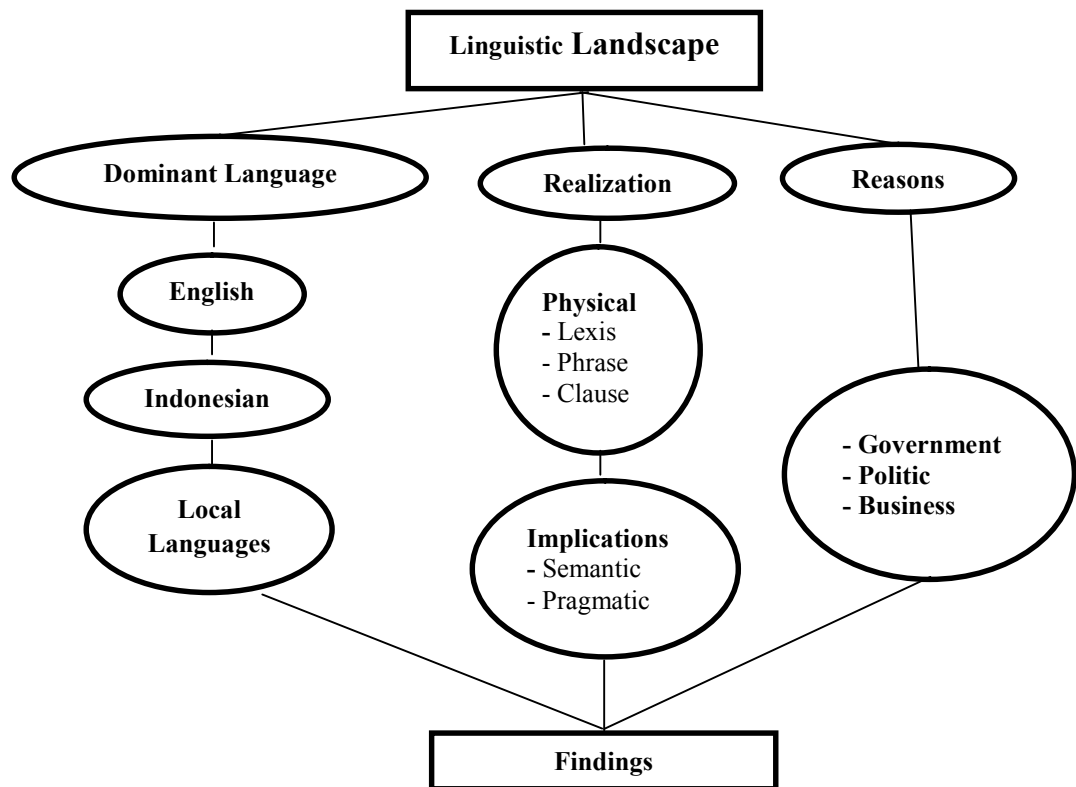 Linguistic Landscape
Dominant Language
Realization
Reasons
English
Indonesian
Local
Languages
Physical
- Lexis
- Phrase
- Clause
Implications
- Semantic
- Pragmatic
- Government
- Politic
- Business
Findings